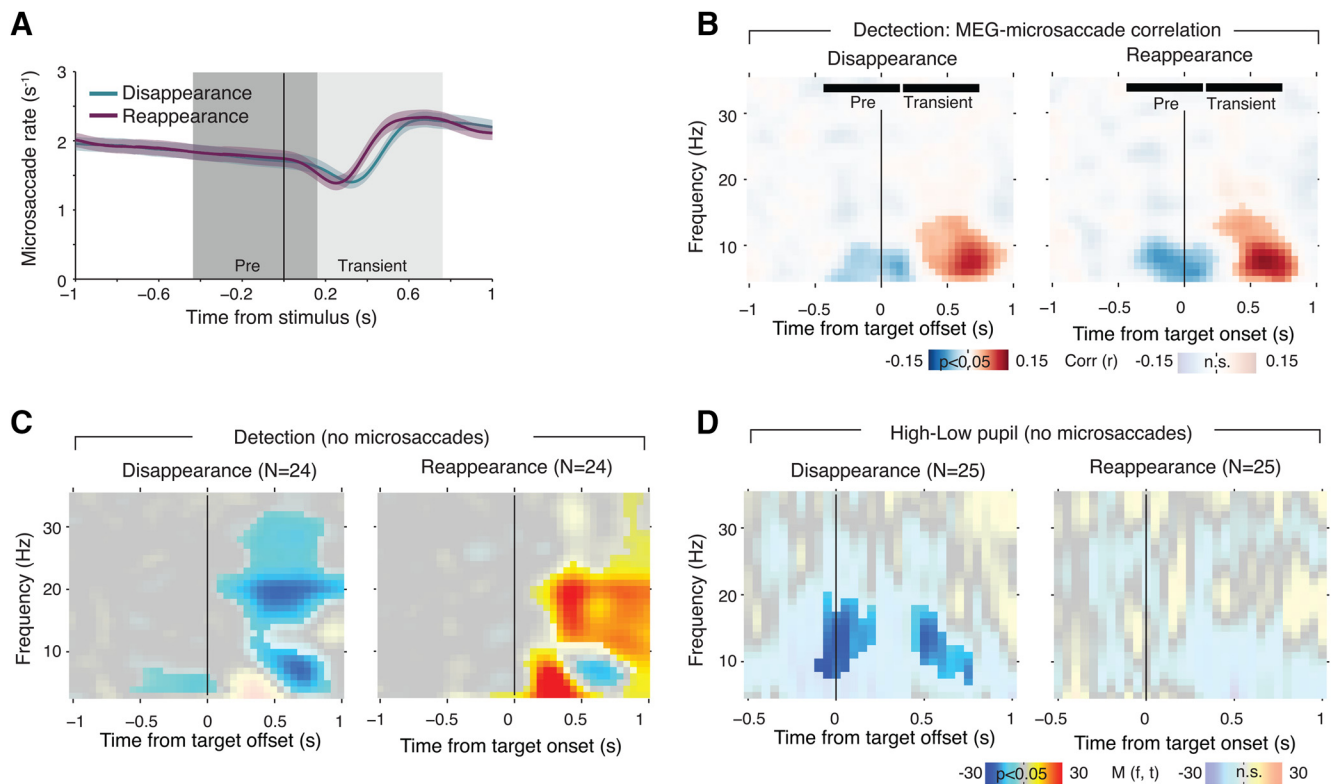 A
Microsaccade rate (s⁻¹)
3
2
1
0
Disappearance
Reappearance
Pre
Transient
−1 −0.6 −0.2 0.2 0.6 1
Time from stimulus (s)
B
Dectection: MEG-microsaccade correlation
Disappearance
Reappearance
Frequency (Hz)
30
20
10
Pre Transient
Pre Transient
−1 −0.5 0 0.5 1
−1 −0.5 0 0.5 1
Time from target offset (s)
Time from target onset (s)
-0.15 p<0.05 0.15 Corr (r) -0.15 n.s. 0.15
C
Detection (no microsaccades)
Disappearance (N=24)
Reappearance (N=24)
Frequency (Hz)
30
20
10
−1 −0.5 0 0.5 1
−1 −0.5 0 0.5 1
Time from target offset (s)
Time from target onset (s)
D
High-Low pupil (no microsaccades)
Disappearance (N=25)
Reappearance (N=25)
Frequency (Hz)
30
20
10
−0.5 0 0.5 1
−0.5 0 0.5 1
Time from target offset (s)
Time from target onset (s)
-30 p<0.05 30 M (f, t) -30 n.s. 30